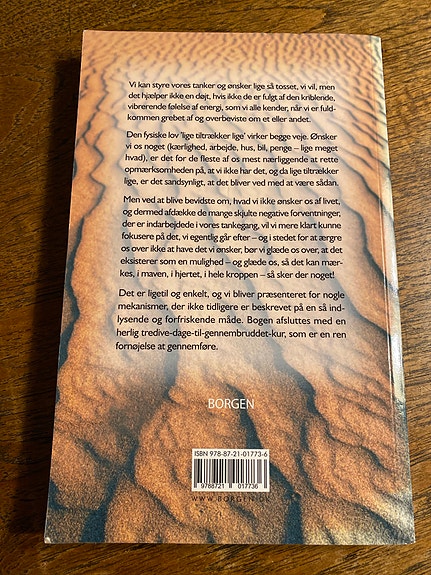 Vi kan styre vores tanker og ønsker lige så tosset, vi vil, men
det hjælper ikke en døjt, hvis ikke de er fulgt af den kriblende,
vibrerende følelse af energi, som vi alle kender, når vi er fuld-
kommen grebet af og overbeviste om et eller andet.
Den fysiske lov 'lige tiltrækker lige' virker begge veje. Ønsker
vi os noget (kærlighed, arbejde, hus, bil, penge – lige meget
hvad), er det for de fleste af os mest nærliggende at rette
opmærksomheden på, at vi ikke har det, og da lige tiltrækker
lige, er det sandsynligt, at det bliver ved med at være sådan.
Men ved at blive bevidste om, hvad vi ikke ønsker os af livet,
og dermed afdække de mange skjulte negative forventninger,
der er indarbejdede i vores tankegang, vil vi mere klart kunne
fokusere på det, vi egentlig går efter – og i stedet for at ærgre
os over ikke at have det vi ønsker, bør vi glæde os over, at det
eksisterer som en mulighed – og glæde os, så det kan mær-
kes, i maven, i hjertet, i hele kroppen – så sker der noget!
Det er ligetil og enkelt, og vi bliver præsenteret for nogle
mekanismer, der ikke tidligere er beskrevet på en så ind-
lysende og forfriskende måde. Bogen afsluttes med en
herlig tredive-dage-til-gennembruddet-kur, som er en ren
fornøjelse at gennemføre.
BORGEN
ISBN 978-87-21-01773-6
9788721 017736
WWW.BORGEN.DK